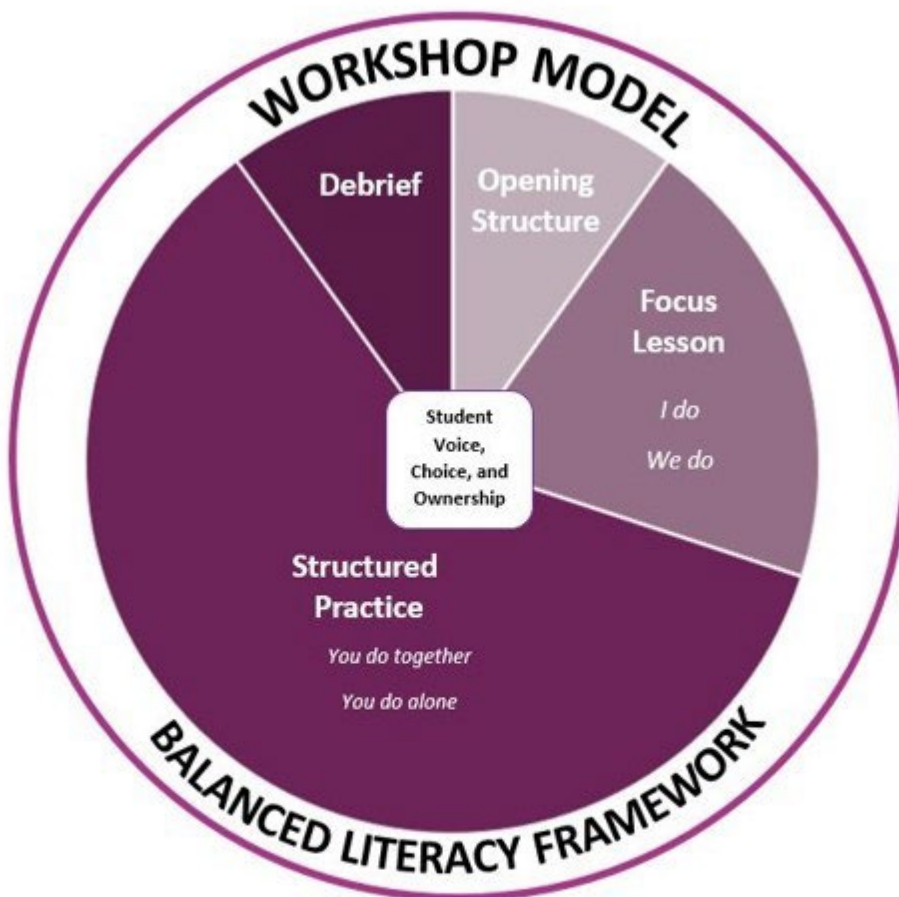 WORKSHOP MODEL
Debrief
Opening
Structure
Focus
Lesson
I do
We do
Student
Voice,
Choice, and
Ownership
Structured
Practice
You do together
You do alone
BALANCED LITERACY FRAMEWORK